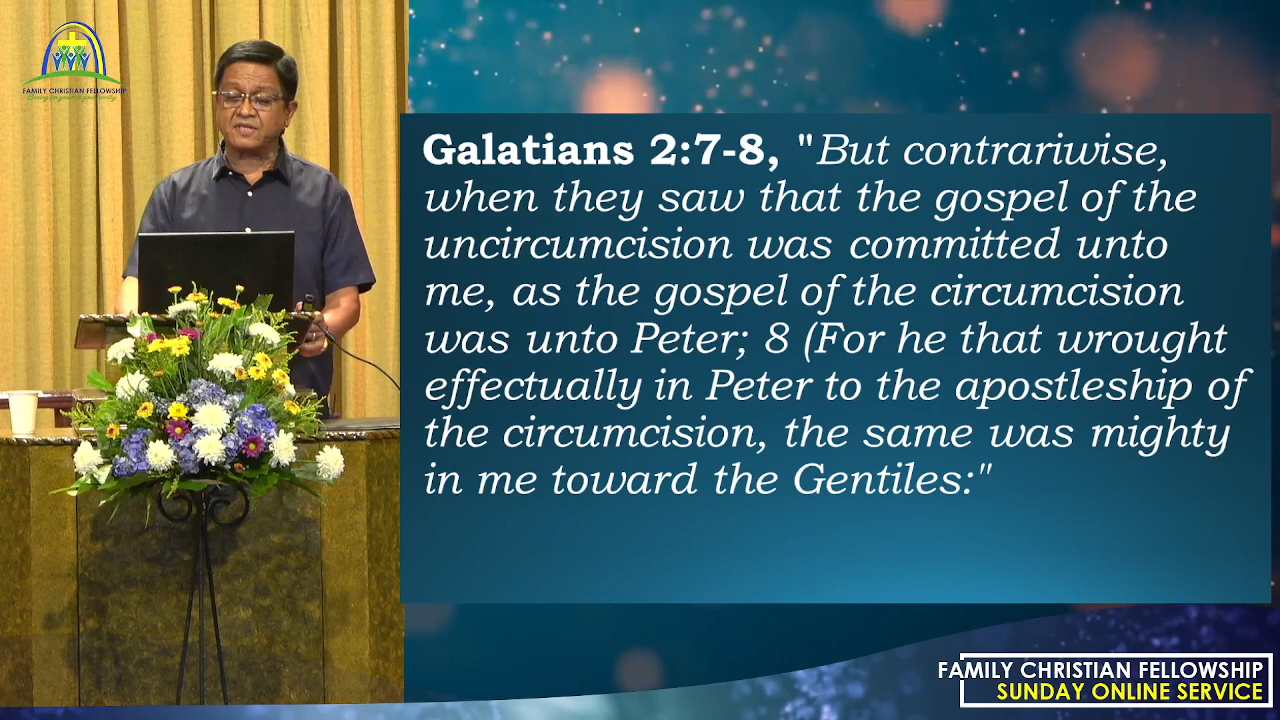 FAMILY CHRISTIAN FELLOWSHIP
Galatians 2:7-8, "But contrariwise,
when they saw that the gospel of the
uncircumcision was committed unto
me, as the gospel of the circumcision
was unto Peter; 8 (For he that wrought
effectually in Peter to the apostleship of
the circumcision, the same was mighty
in me toward the Gentiles:"
FAMILY CHRISTIAN FELLOWSHIP
SUNDAY ONLINE SERVICE